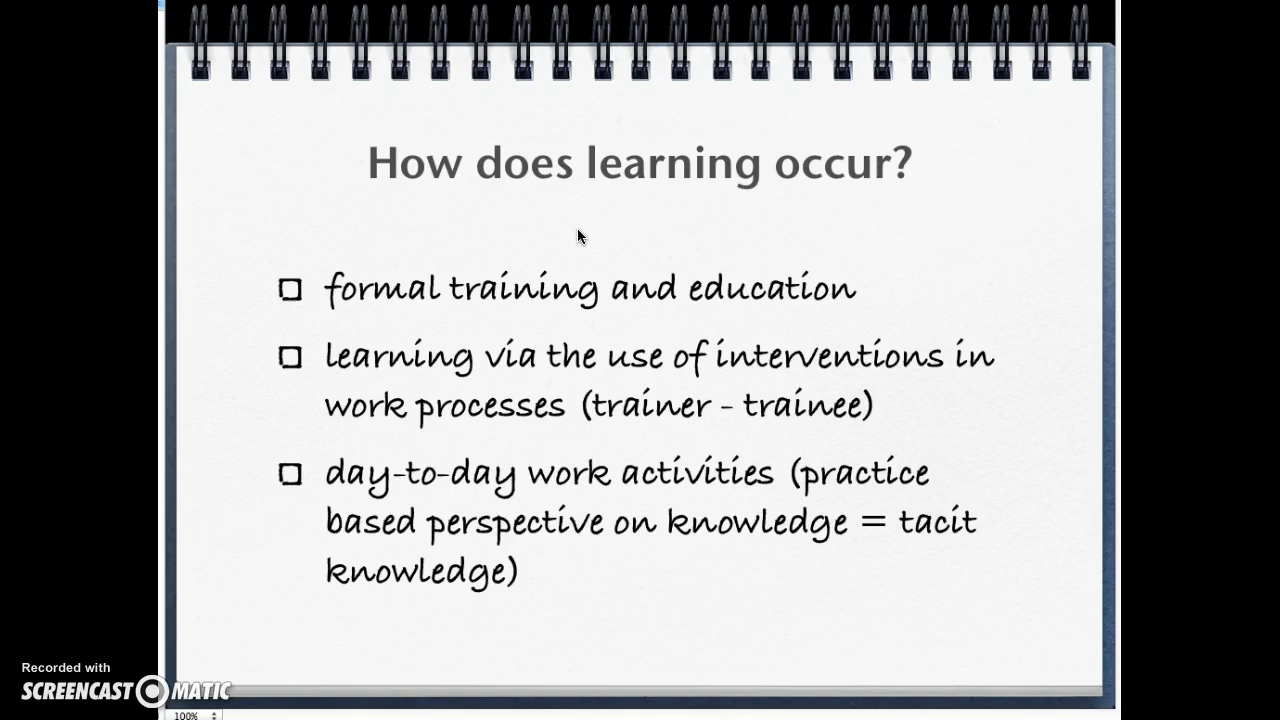 How does learning occur?
formal training and education
learning via the use of interventions in
work processes (trainer - trainee)
day-to-day work activities (practice
based perspective on knowledge = tacit
knowledge)
Recorded with
SCREENCAST MATIC
100%